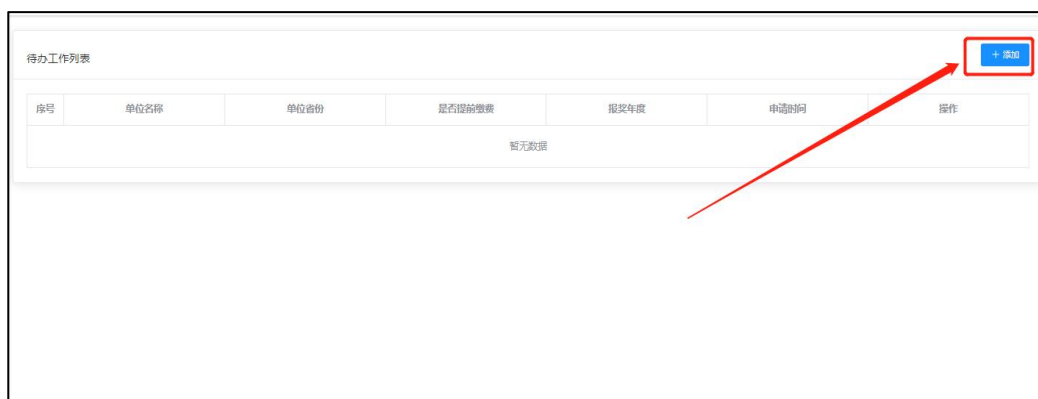 待办工作列表
+ 添加
序号 单位名称 单位省份 是否提前缴费 报奖年度 申请时间 操作
暂无数据